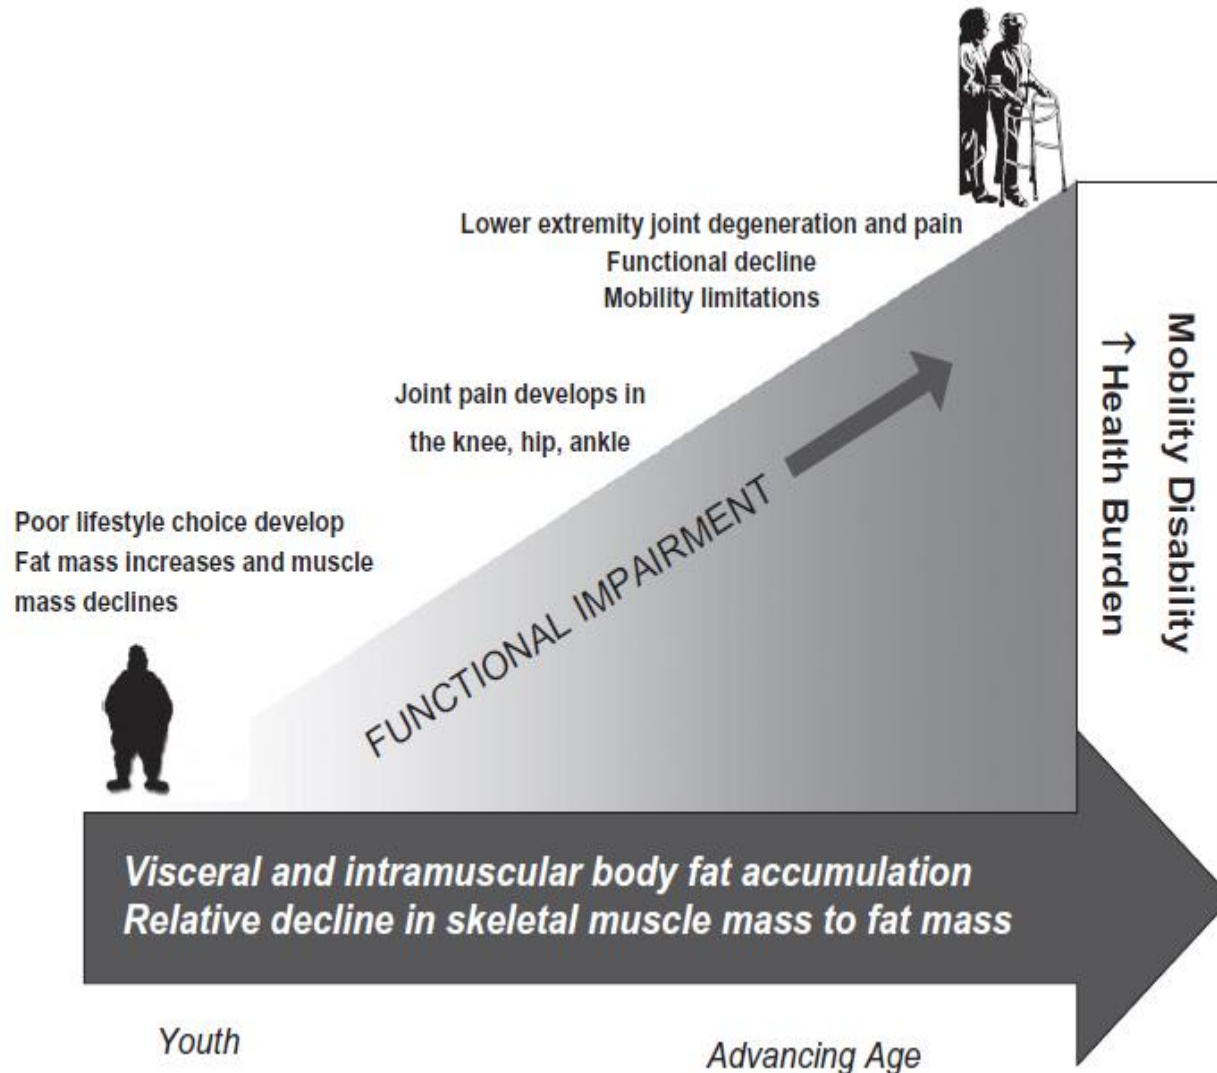 Lower extremity joint degeneration and pain
Functional decline
Mobility limitations
Joint pain develops in
the knee, hip, ankle
Poor lifestyle choice develop
Fat mass increases and muscle
mass declines
FUNCTIONAL IMPAIRMENT
Mobility Disability
↑ Health Burden
Visceral and intramuscular body fat accumulation
Relative decline in skeletal muscle mass to fat mass
Youth
Advancing Age